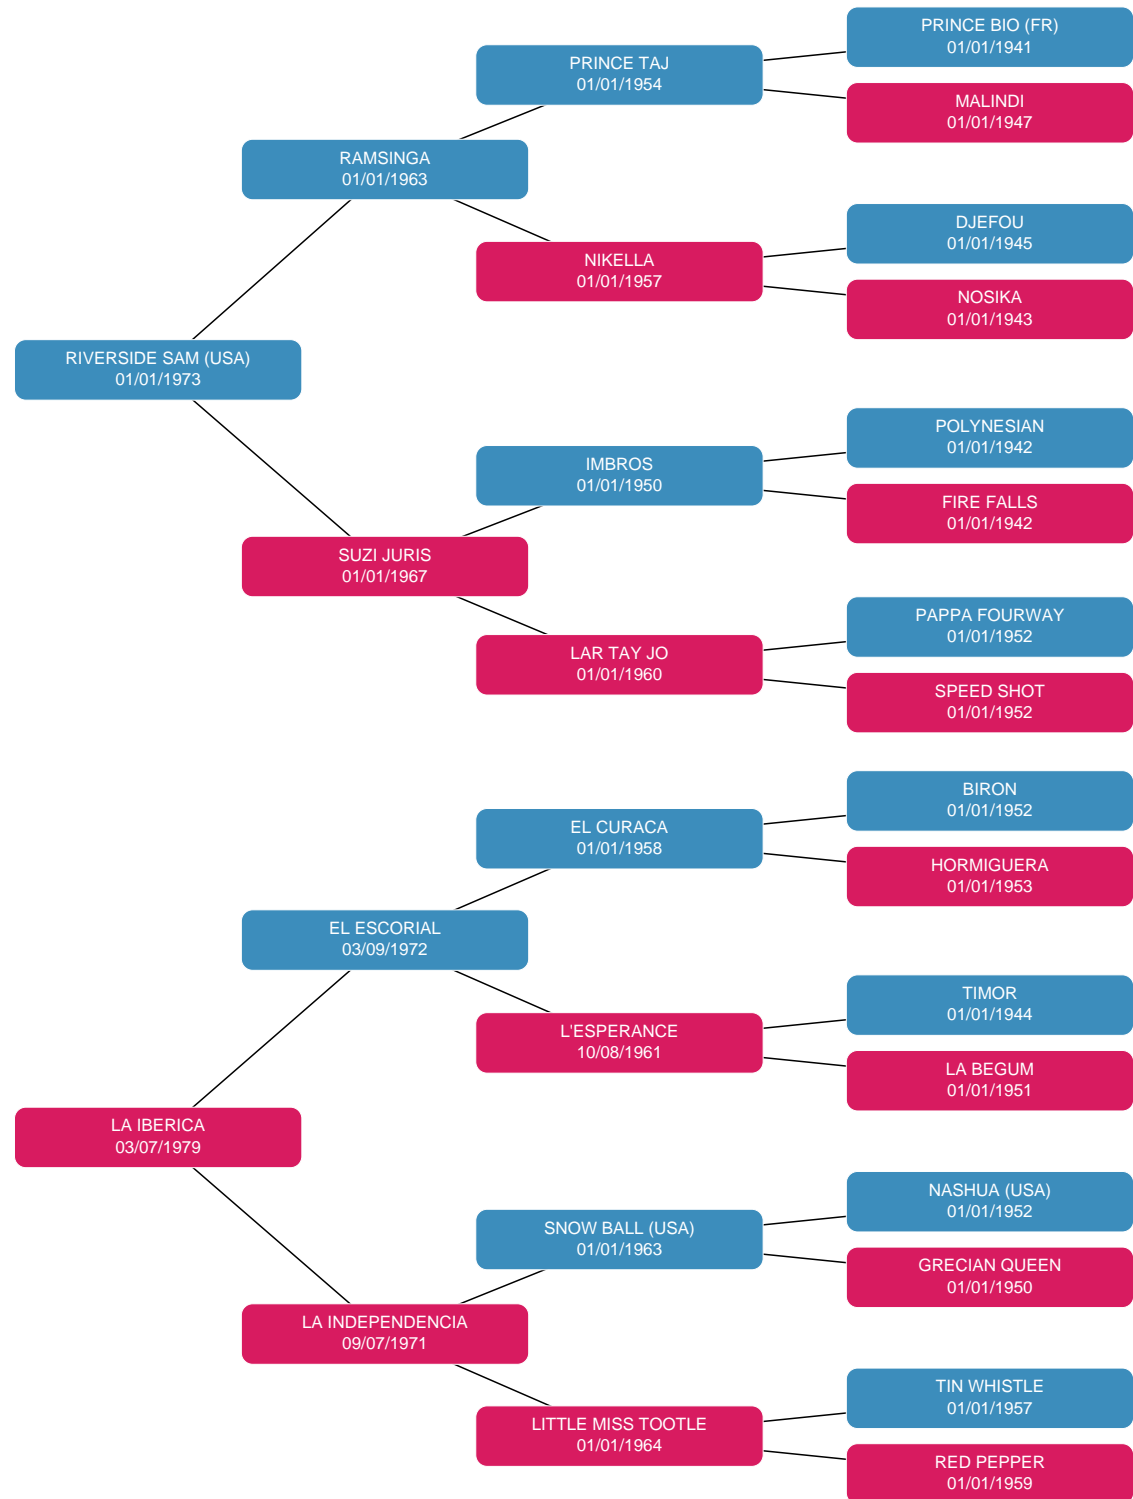 PRINCE BIO (FR)
01/01/1941
PRINCE TAJ
01/01/1954
MALINDI
01/01/1947
RAMSINGA
01/01/1963
DJEFOU
01/01/1945
NIKELLA
01/01/1957
NOSIKA
01/01/1943
RIVERSIDE SAM (USA)
01/01/1973
POLYNESIAN
01/01/1942
IMBROS
01/01/1950
FIRE FALLS
01/01/1942
SUZI JURIS
01/01/1967
PAPPA FOURWAY
01/01/1952
LAR TAY JO
01/01/1960
SPEED SHOT
01/01/1952
BIRON
01/01/1952
EL CURACA
01/01/1958
HORMIGUERA
01/01/1953
EL ESCORIAL
03/09/1972
TIMOR
01/01/1944
L'ESPERANCE
10/08/1961
LA BEGUM
01/01/1951
LA IBERICA
03/07/1979
NASHUA (USA)
01/01/1952
SNOW BALL (USA)
01/01/1963
GRECIAN QUEEN
01/01/1950
LA INDEPENDENCIA
09/07/1971
TIN WHISTLE
01/01/1957
LITTLE MISS TOOTLE
01/01/1964
RED PEPPER
01/01/1959